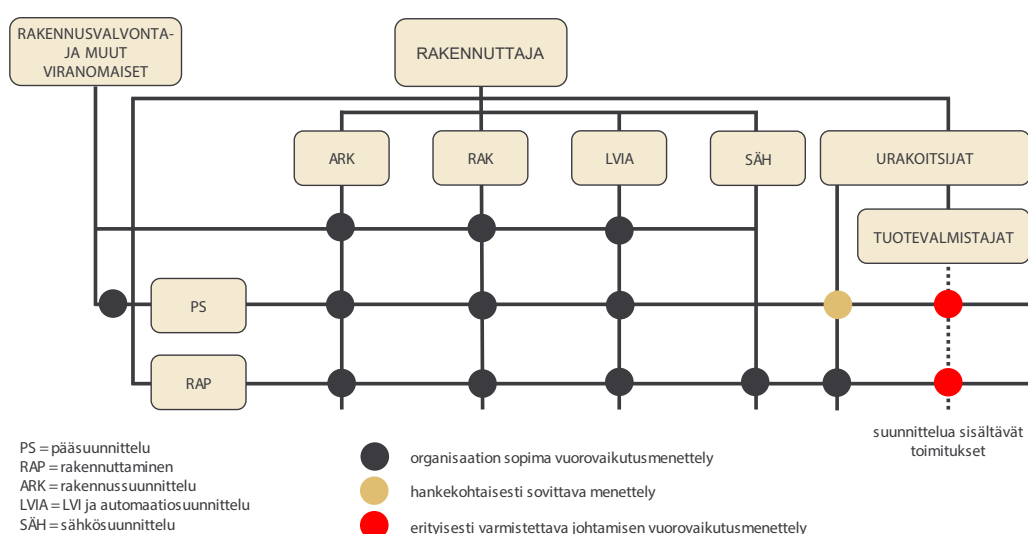 RAKENNUSVALVONTA-
JA MUUT
VIRANOMAISET
RAKENNUTTAJA
ARK
RAK
LVIA
SÄH
URAKOITSIJAT
TUOTEVALMISTAJAT
PS
RAP
suunnittelua sisältävät
toimitukset
PS = pääsuunnittelu
RAP = rakennuttaminen
ARK = rakennussuunnittelu
LVIA = LVI ja automaatiosuunnittelu
SÄH = sähkösuunnittelu
organisaation sopima vuorovaikutusmenettely
hankekohtaisesti sovittava menettely
erityisesti varmistettava johtamisen vuorovaikutusmenettely